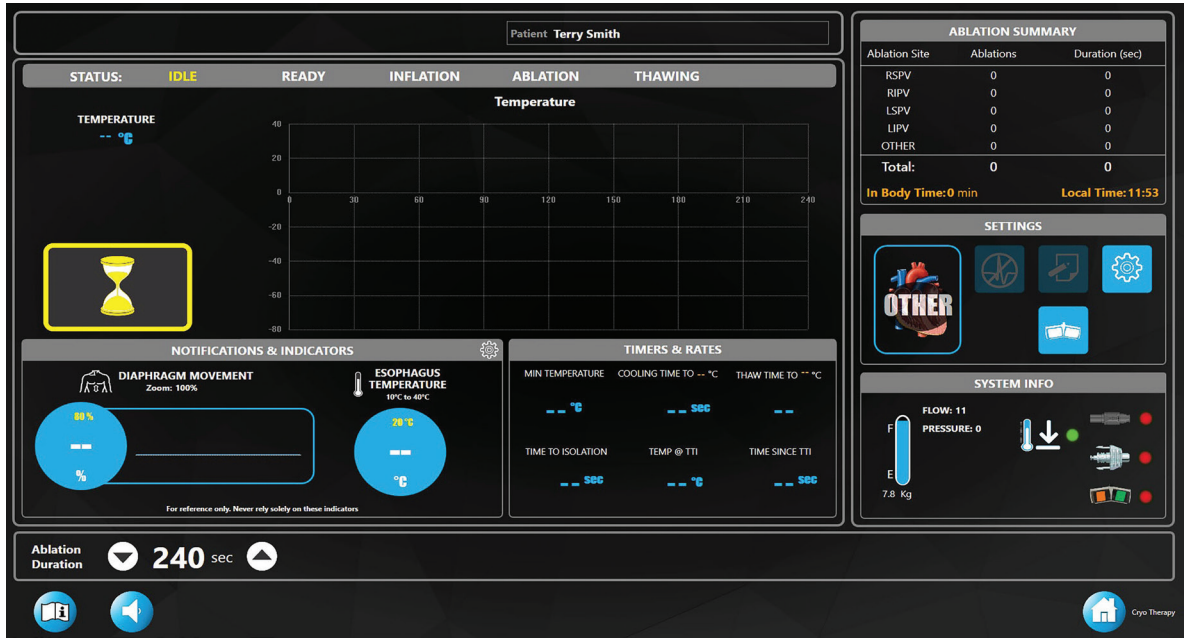 Patient Terry Smith
STATUS: IDLE READY INFLATION ABLATION THAWING
TEMPERATURE
-- °C
Temperature
40
20
0
0 30 60 90 120 150 180 210 240
-20
-40
-60
-80
NOTIFICATIONS & INDICATORS
DIAPHRAGM MOVEMENT
Zoom: 100%
80 %
--
%
ESOPHAGUS
TEMPERATURE
10°C to 40°C
20 °C
--
°C
For reference only. Never rely solely on these indicators
TIMERS & RATES
MIN TEMPERATURE COOLING TIME TO -- °C THAW TIME TO -- °C
-- °C -- sec --
TIME TO ISOLATION TEMP @ TTI TIME SINCE TTI
-- sec -- °C -- sec
ABLATION SUMMARY
Ablation Site Ablations Duration (sec)
RSPV 0 0
RIPV 0 0
LSPV 0 0
LIPV 0 0
OTHER 0 0
Total: 0 0
In Body Time:0 min Local Time:11:53
SETTINGS
OTHER
SYSTEM INFO
FLOW: 11
F PRESSURE: 0
E
7.8 Kg
Ablation
Duration
240 sec
i
Cryo Therapy